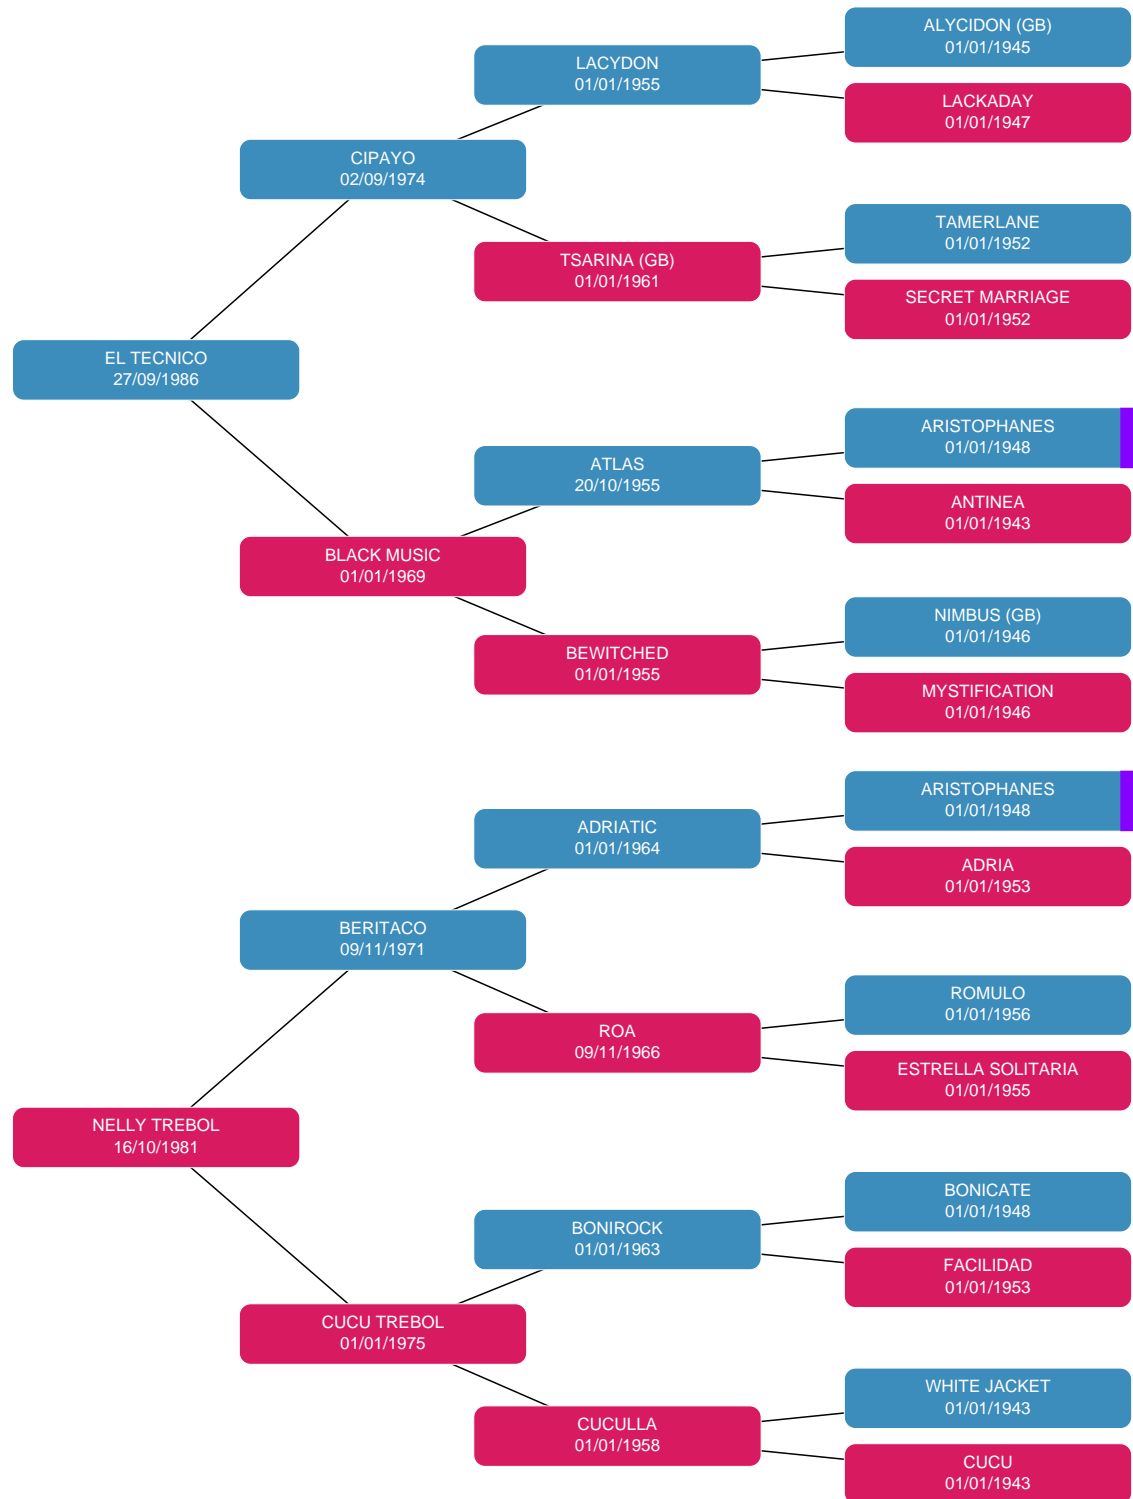 ALYCIDON (GB)
01/01/1945
LACYDON
01/01/1955
LACKADAY
01/01/1947
CIPAYO
02/09/1974
TAMERLANE
01/01/1952
TSARINA (GB)
01/01/1961
SECRET MARRIAGE
01/01/1952
EL TECNICO
27/09/1986
ARISTOPHANES
01/01/1948
ATLAS
20/10/1955
ANTINEA
01/01/1943
BLACK MUSIC
01/01/1969
NIMBUS (GB)
01/01/1946
BEWITCHED
01/01/1955
MYSTIFICATION
01/01/1946
ARISTOPHANES
01/01/1948
ADRIATIC
01/01/1964
ADRIA
01/01/1953
BERITACO
09/11/1971
ROMULO
01/01/1956
ROA
09/11/1966
ESTRELLA SOLITARIA
01/01/1955
NELLY TREBOL
16/10/1981
BONICATE
01/01/1948
BONIROCK
01/01/1963
FACILIDAD
01/01/1953
CUCU TREBOL
01/01/1975
WHITE JACKET
01/01/1943
CUCULLA
01/01/1958
CUCU
01/01/1943